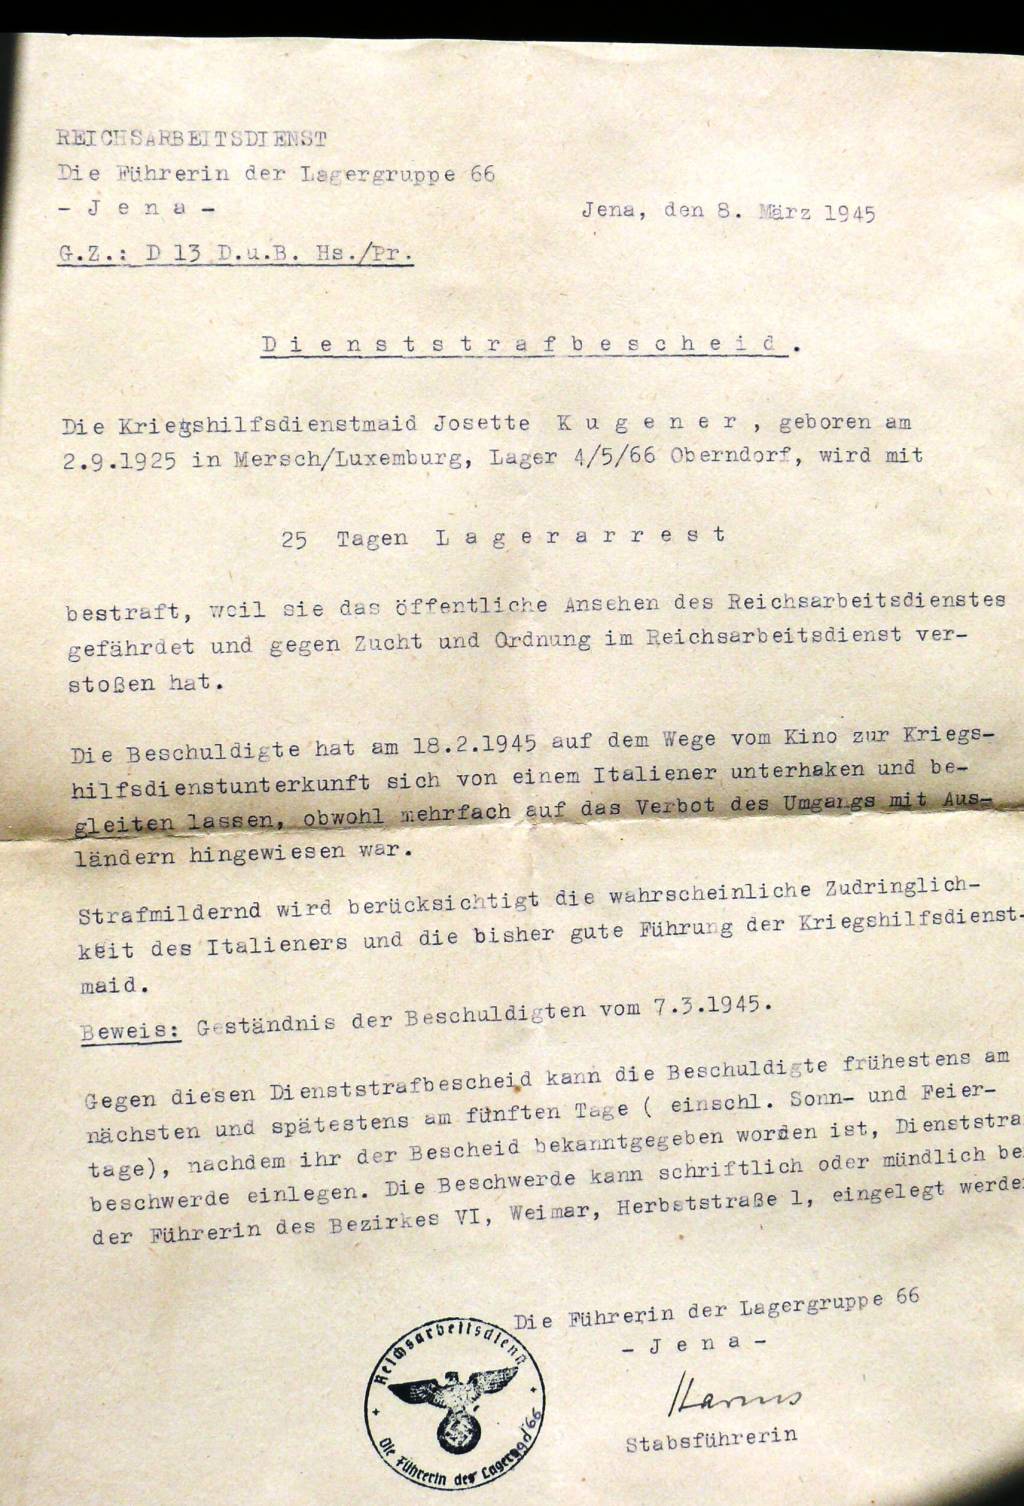 REICHSARBEITSDIENST
Die Führerin der Lagergruppe 66
- J e n a -
Jena, den 8. März 1945
G.Z.: D 13 D.u.B. Hs./Pr.
D i e n s t s t r a f b e s c h e i d .
Die Kriegshilfsdienstmaid Josette K u g e n e r , geboren am
2.9.1925 in Mersch/Luxemburg, Lager 4/5/66 Oberndorf, wird mit
25 Tagen L a g e r a r r e s t
bestraft, weil sie das öffentliche Ansehen des Reichsarbeitsdienstes
gefährdet und gegen Zucht und Ordnung im Reichsarbeitsdienst ver-
stoßen hat.
Die Beschuldigte hat am 18.2.1945 auf dem Wege vom Kino zur Kriegs-
hilfsdienstunterkunft sich von einem Italiener unterhaken und be-
gleiten lassen, obwohl mehrfach auf das Verbot des Umgangs mit Aus-
ländern hingewiesen war.
Strafmildernd wird berücksichtigt die wahrscheinliche Zudringlich-
keit des Italieners und die bisher gute Führung der Kriegshilfsdienst-
maid.
Beweis: Geständnis der Beschuldigten vom 7.3.1945.
Gegen diesen Dienststrafbescheid kann die Beschuldigte frühestens am
nächsten und spätestens am fünften Tage ( einschl. Sonn- und Feier-
tage), nachdem ihr der Bescheid bekanntgegeben worden ist, Dienststra
beschwerde einlegen. Die Beschwerde kann schriftlich oder mündlich be
der Führerin des Bezirkes VI, Weimar, Herbststraße 1, eingelegt werde
Die Führerin der Lagergruppe 66
- J e n a -
Harms
Stabsführerin
Reichsarbeitsdienst
Die Führerin der 66